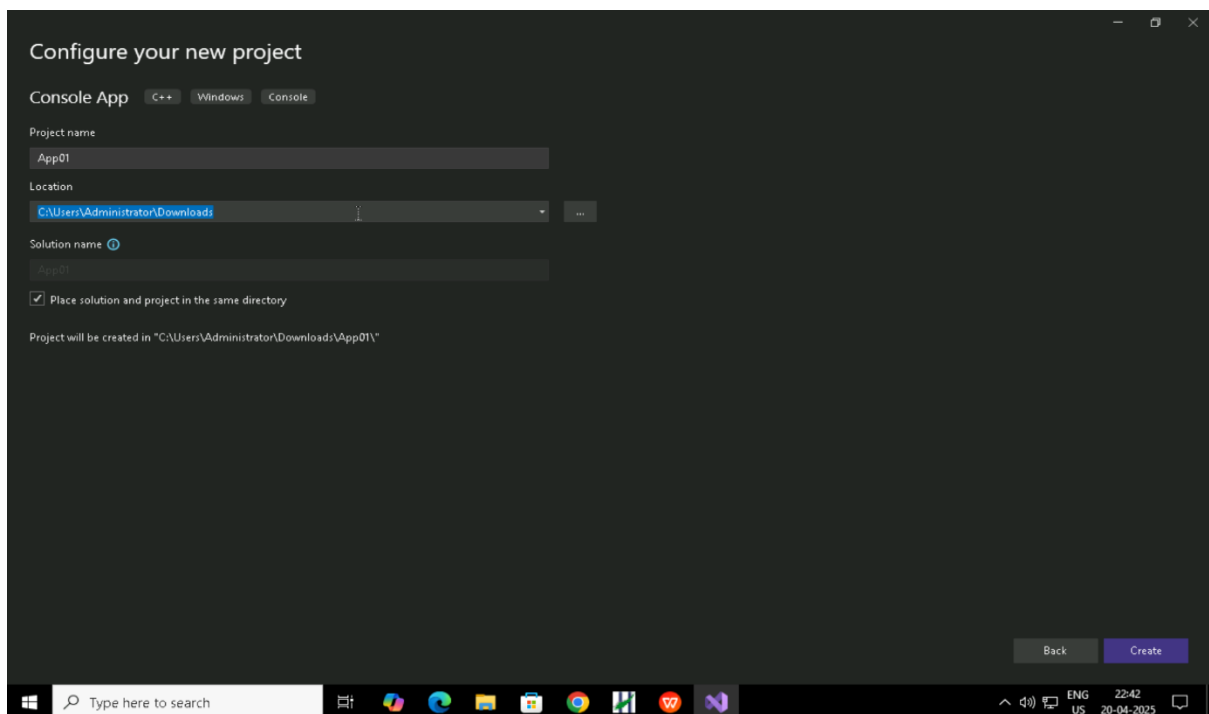 Configure your new project
Console App C++ Windows Console
Project name
App01
Location
C:\Users\Administrator\Downloads
...
Solution name
App01
Place solution and project in the same directory
Project will be created in "C:\Users\Administrator\Downloads\App01\"
Back Create
Type here to search
ENG 22:42
US 20-04-2025